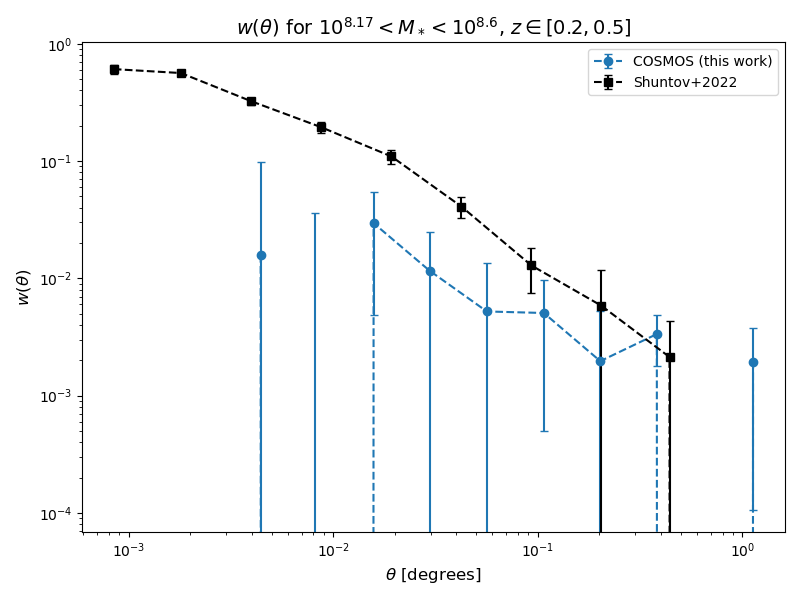 w(θ) for 10^8.17 < M_* < 10^8.6, z ∈ [0.2, 0.5]
COSMOS (this work)
Shuntov+2022
10^0
10^−1
10^−2
10^−3
10^−4
w(θ)
10^−3 10^−2 10^−1 10^0
θ [degrees]